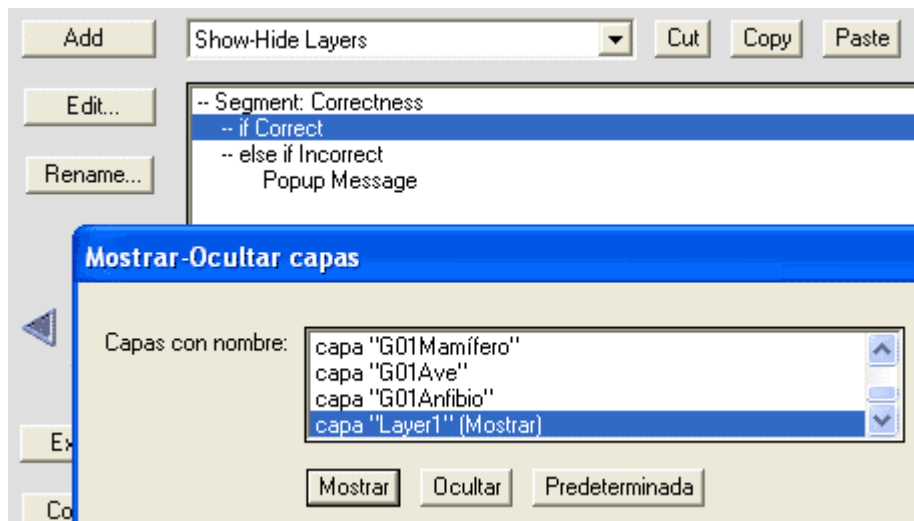 Add Show-Hide Layers Cut Copy Paste
Edit...
-- Segment: Correctness
-- if Correct
-- else if Incorrect
Rename...
Popup Message
Mostrar-Ocultar capas
Capas con nombre:
capa "G01Mamífero"
capa "G01Ave"
capa "G01Anfibio"
capa "Layer1" (Mostrar)
Mostrar Ocultar Predeterminada